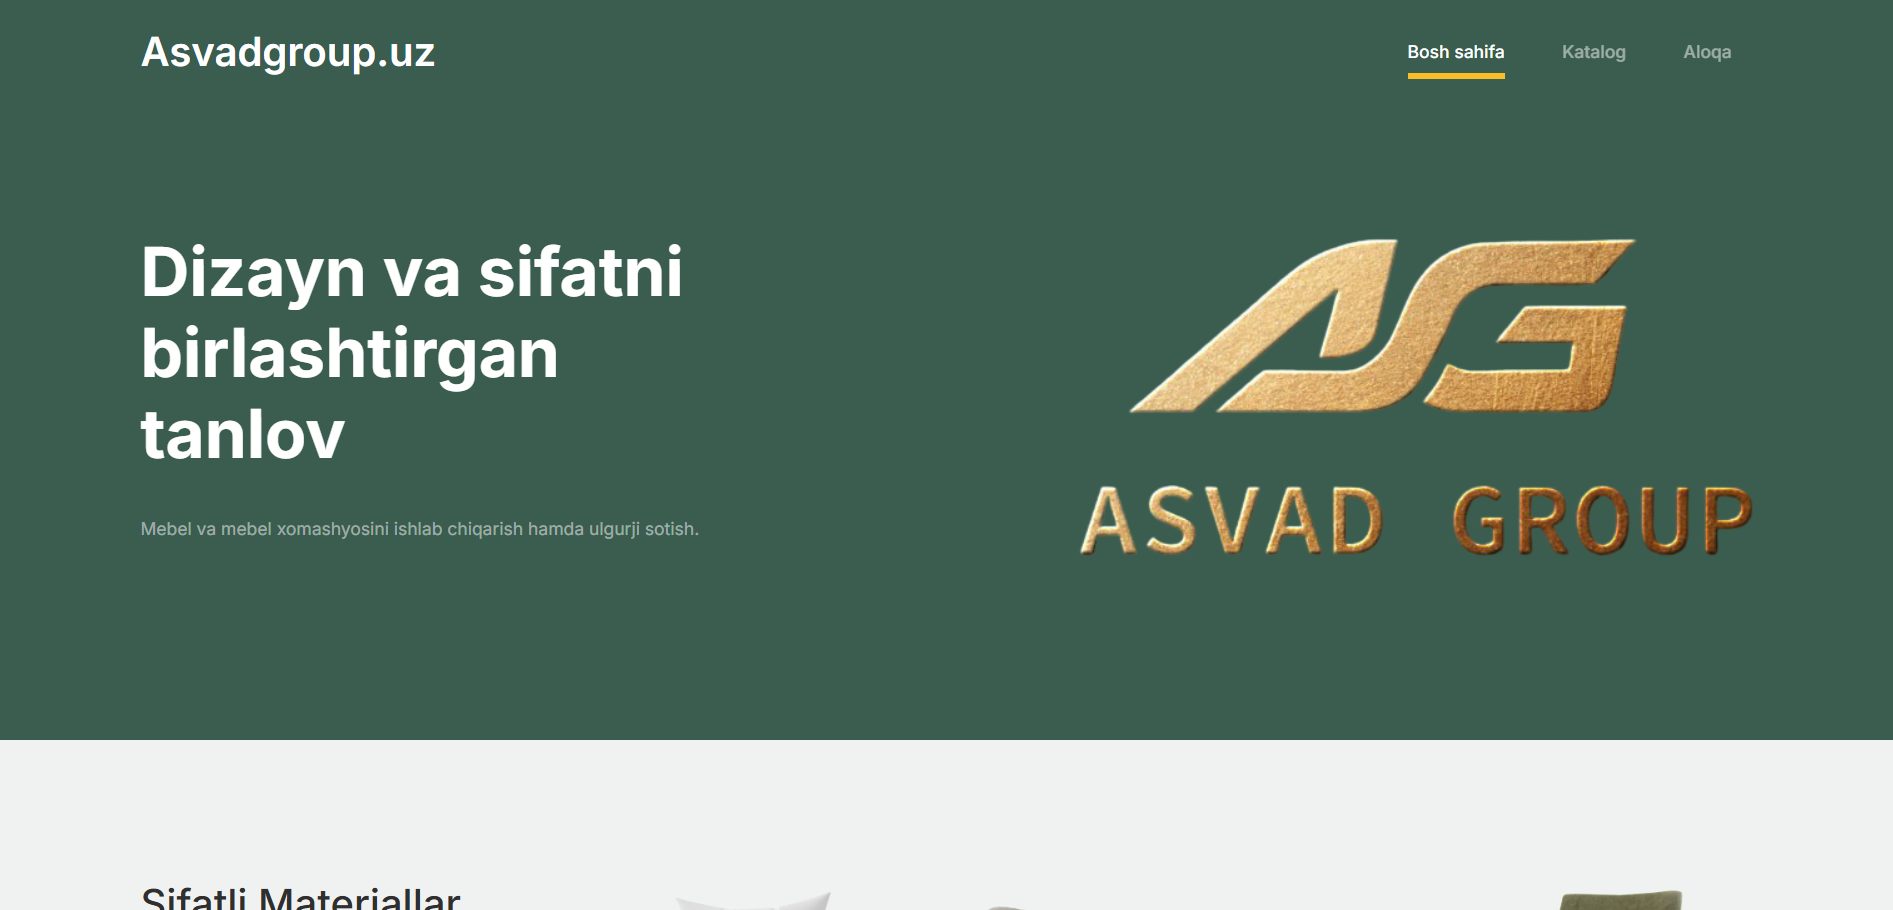 Asvadgroup.uz
Bosh sahifa
Katalog
Aloqa
Dizayn va sifatni
birlashtirgan
tanlov
Mebel va mebel xomashyosini ishlab chiqarish hamda ulgurji sotish.
AG
ASVAD GROUP
Sifatli Materiallar